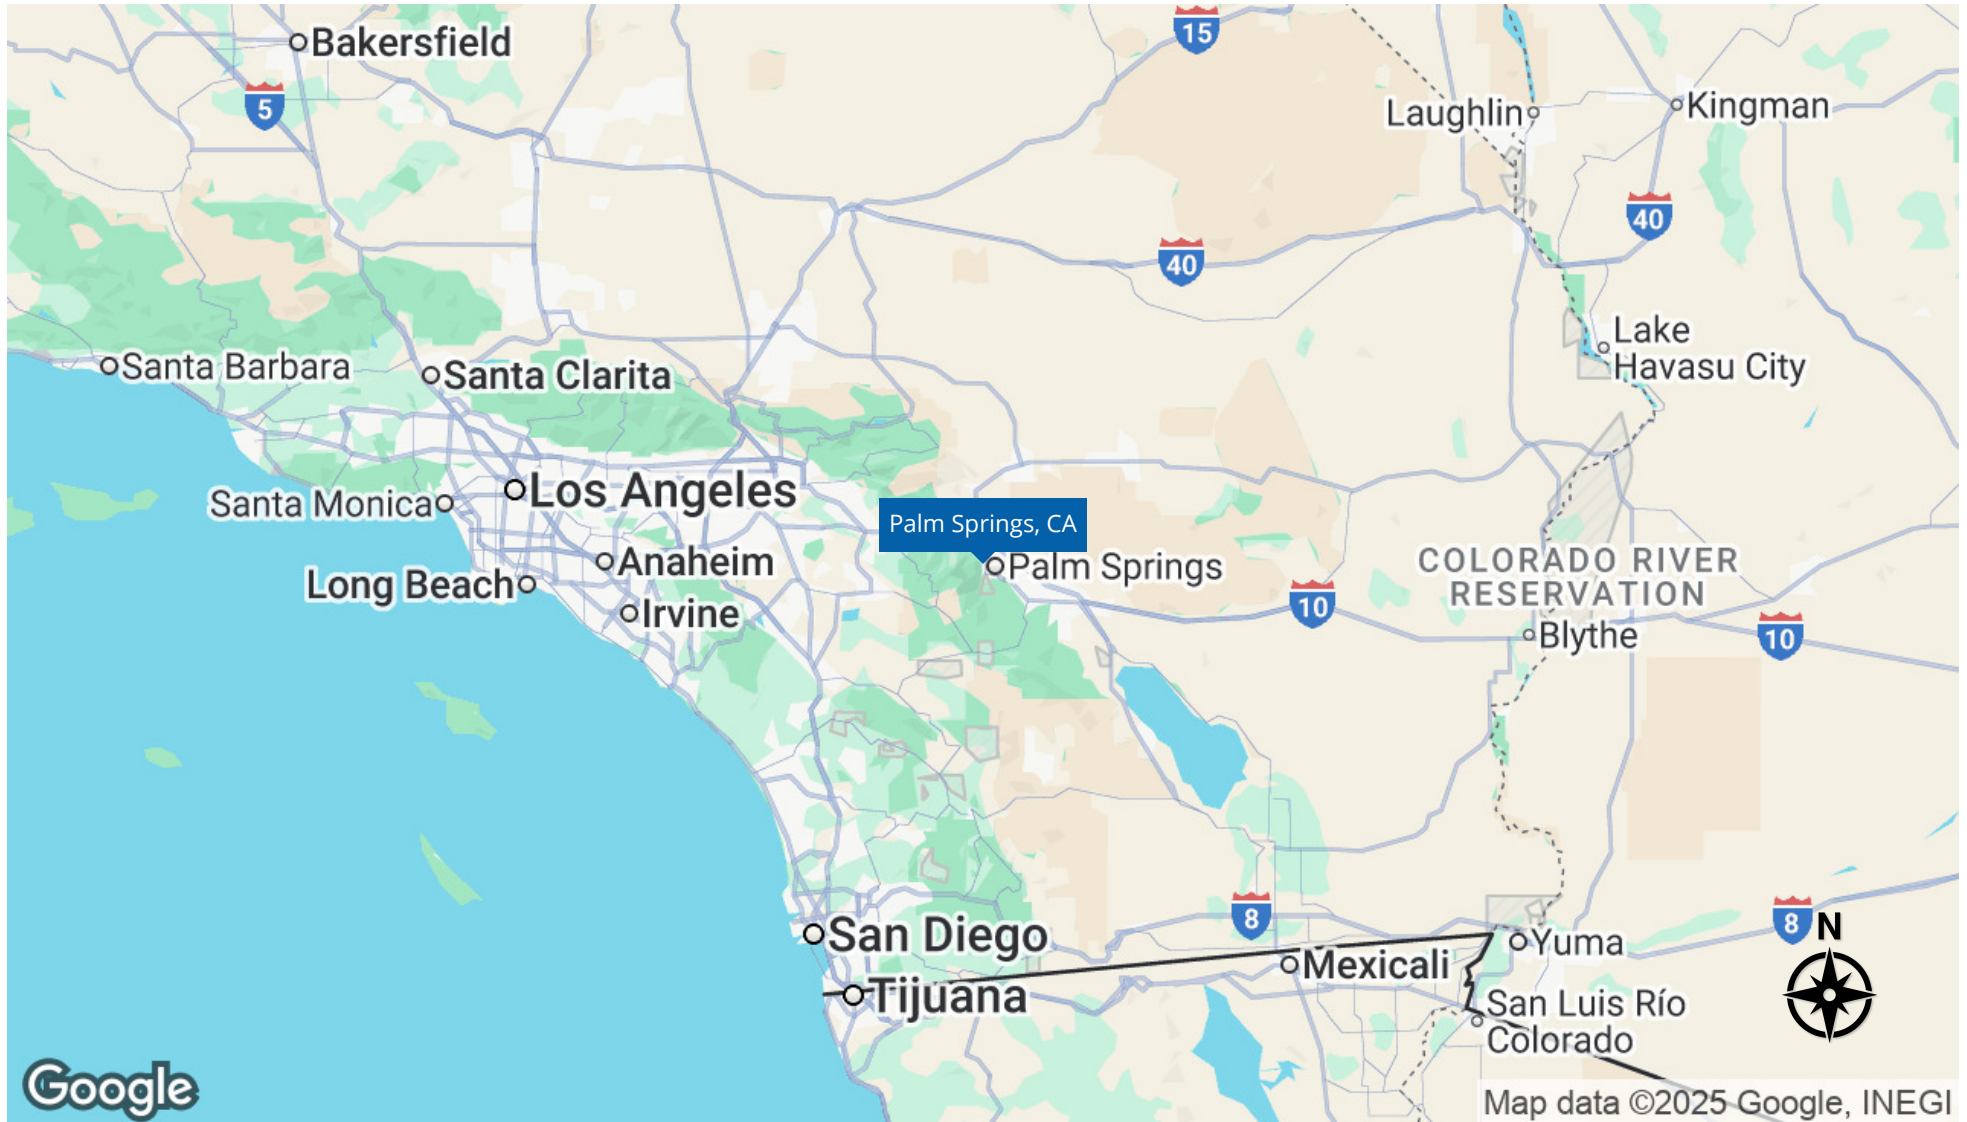 Bakersfield
15
5
Laughlin
Kingman
40
40
Lake
Havasu City
Santa Barbara
Santa Clarita
Santa Monica
Los Angeles
Palm Springs, CA
Anaheim
Palm Springs
COLORADO RIVER
RESERVATION
Long Beach
Irvine
10
Blythe
10
San Diego
8
8
N
Yuma
Mexicali
Tijuana
San Luis Río
Colorado
Google
Map data ©2025 Google, INEGI